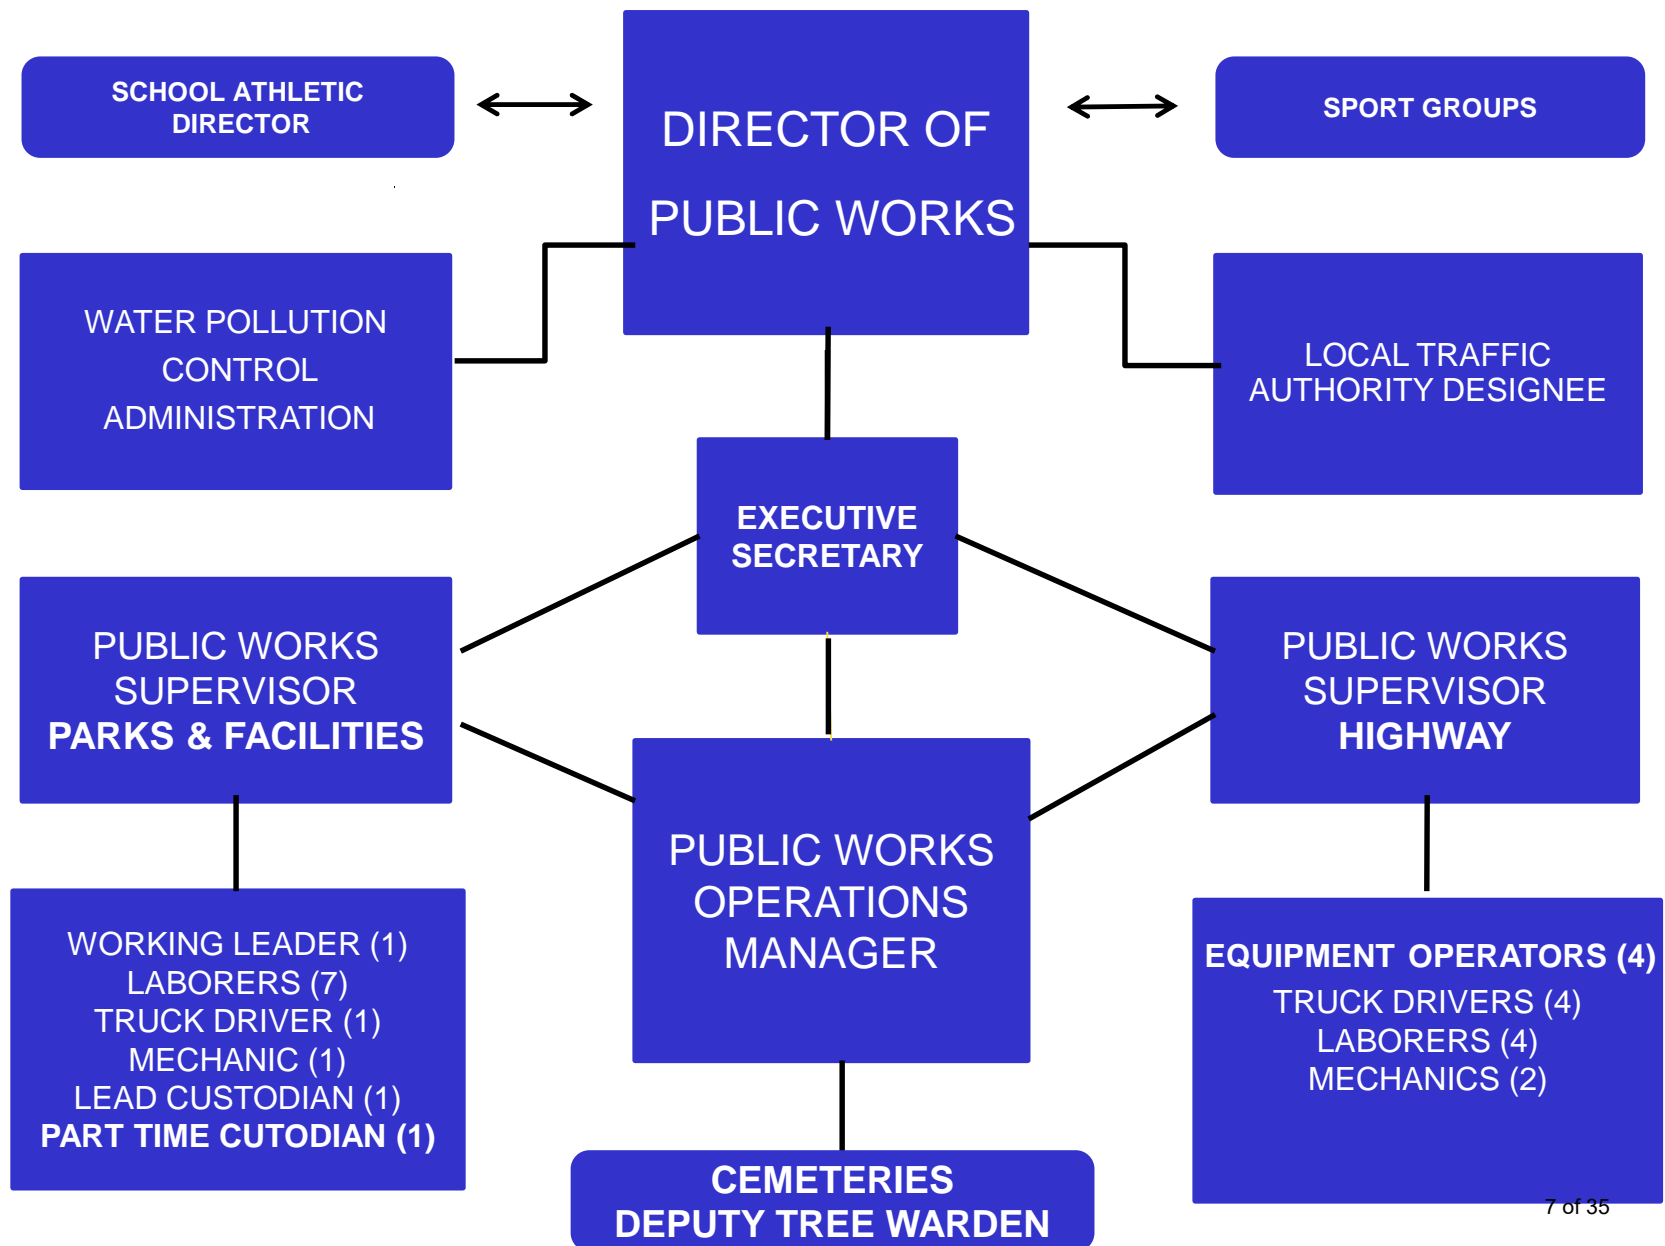 SCHOOL ATHLETIC
DIRECTOR
DIRECTOR OF
PUBLIC WORKS
SPORT GROUPS
WATER POLLUTION
CONTROL
ADMINISTRATION
LOCAL TRAFFIC
AUTHORITY DESIGNEE
EXECUTIVE
SECRETARY
PUBLIC WORKS
SUPERVISOR
PARKS & FACILITIES
PUBLIC WORKS
SUPERVISOR
HIGHWAY
PUBLIC WORKS
OPERATIONS
MANAGER
WORKING LEADER (1)
LABORERS (7)
TRUCK DRIVER (1)
MECHANIC (1)
LEAD CUSTODIAN (1)
PART TIME CUTODIAN (1)
EQUIPMENT OPERATORS (4)
TRUCK DRIVERS (4)
LABORERS (4)
MECHANICS (2)
CEMETERIES
DEPUTY TREE WARDEN
7 of 35